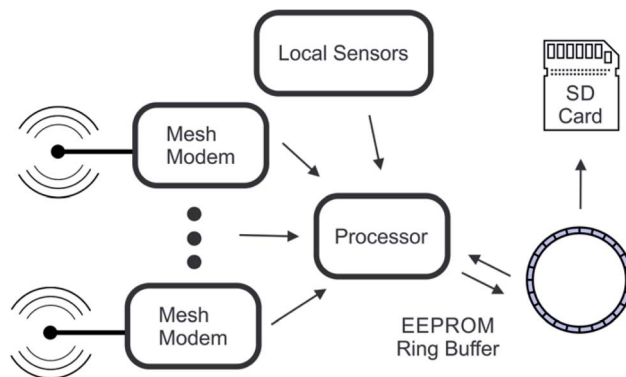 Local Sensors
SD
Card
Mesh
Modem
Processor
Mesh
Modem
EEPROM
Ring Buffer